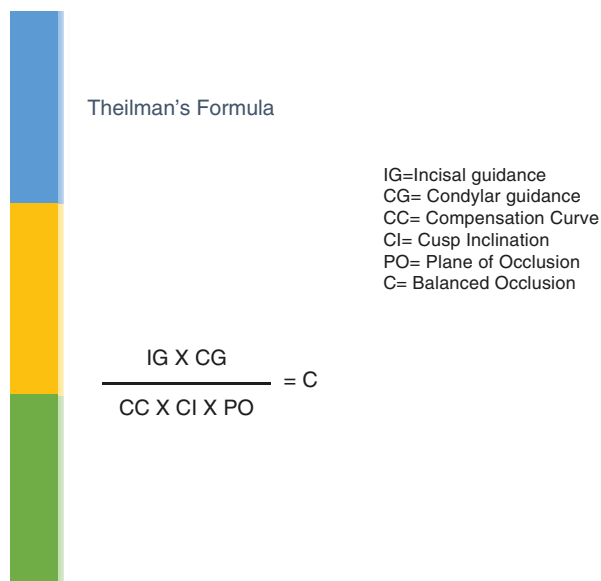 Theilman's Formula
IG=Incisal guidance
CG= Condylar guidance
CC= Compensation Curve
CI= Cusp Inclination
PO= Plane of Occlusion
C= Balanced Occlusion
IG X CG
= C
CC X CI X PO